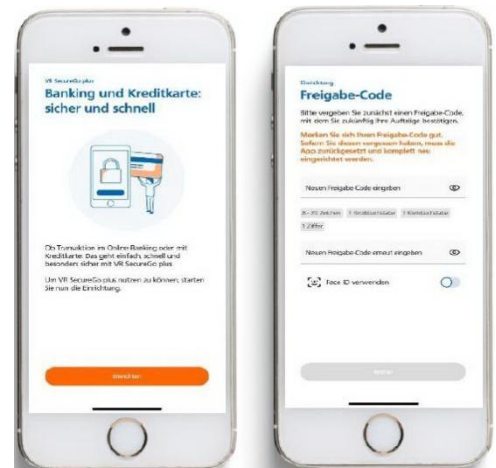 VR SecureGo plus
Banking und Kreditkarte:
sicher und schnell
Ob Transaktion im Online Banking oder mit
Kreditkarte. Das geht einfach, schnell und
besonders sicher mit VR SecureGo plus
Um VR SecureGo plus nutzen zu können, starten
Sie nun die Einrichtung.
Einrichten
Einrichtung
Freigabe-Code
Bitte vergeben Sie zunächst einen Freigabe-Code,
mit dem Sie zukünftig Ihre Aufträge bestätigen.
Merken Sie sich Ihren Freigabe-Code gut.
Sofern Sie diesen vergessen haben, muss die
App zurückgesetzt und komplett neu
eingerichtet werden.
Neuen Freigabe-Code eingeben
8 - 20 Zeichen 1 Großbuchstabe 1 Kleinbuchstabe
1 Ziffer
Neuen Freigabe-Code erneut eingeben
Face ID verwenden
Weiter